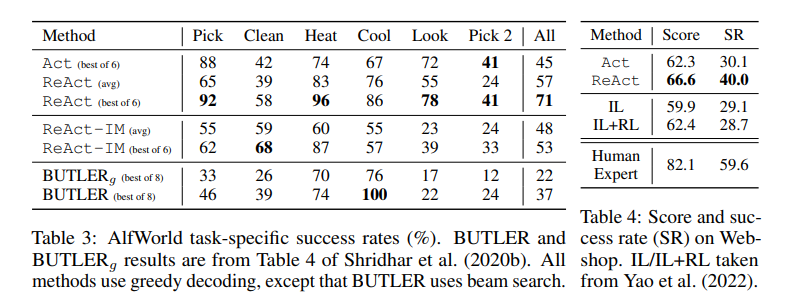 Method Pick Clean Heat Cool Look Pick 2 All
Act (best of 6) 88 42 74 67 72 41 45
ReAct (avg) 65 39 83 76 55 24 57
ReAct (best of 6) 92 58 96 86 78 41 71
ReAct-IM (avg) 55 59 60 55 23 24 48
ReAct-IM (best of 6) 62 68 87 57 39 33 53
BUTLERg (best of 8) 33 26 70 76 17 12 22
BUTLER (best of 8) 46 39 74 100 22 24 37
Table 3: AlfWorld task-specific success rates (%). BUTLER and
BUTLERg results are from Table 4 of Shridhar et al. (2020b). All
methods use greedy decoding, except that BUTLER uses beam search.
Method Score SR
Act 62.3 30.1
ReAct 66.6 40.0
IL 59.9 29.1
IL+RL 62.4 28.7
Human
Expert 82.1 59.6
Table 4: Score and suc-
cess rate (SR) on Web-
shop. IL/IL+RL taken
from Yao et al. (2022).